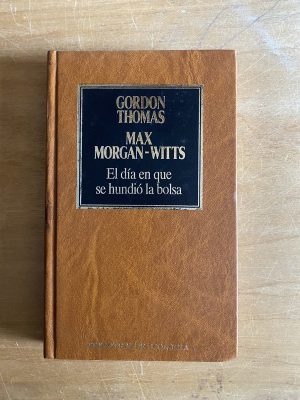 GORDON
THOMAS
MAX
MORGAN-WITTS
El día en que
se hundió la bolsa